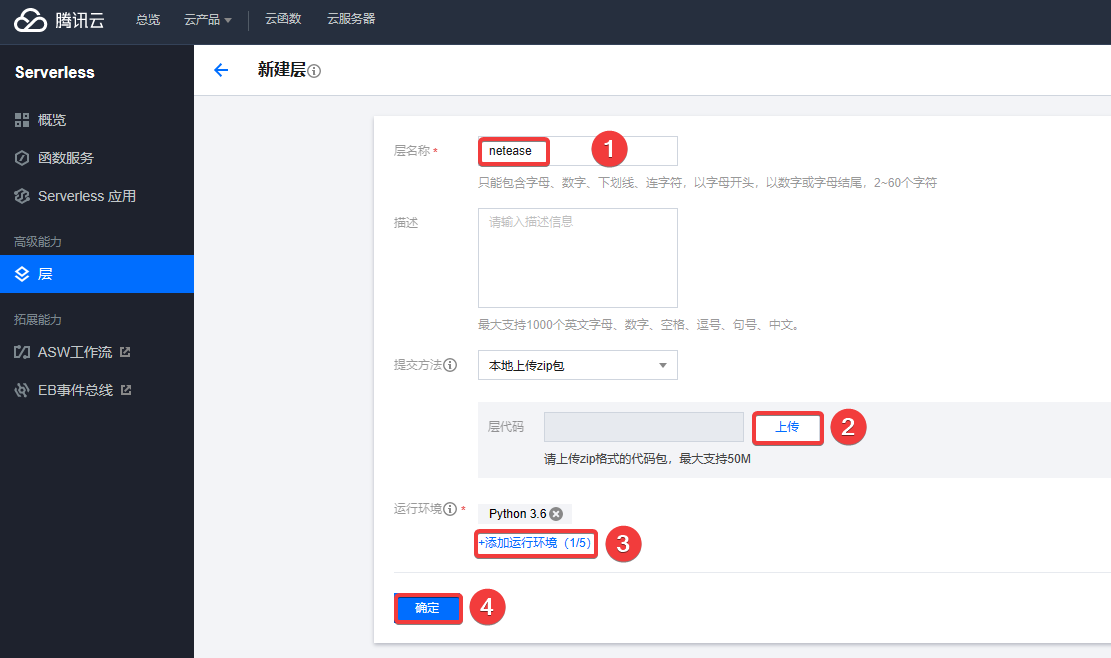 腾讯云 总览 云产品 云函数 云服务器
Serverless
概览
函数服务
Serverless 应用
高级能力
层
拓展能力
ASW工作流
EB事件总线
新建层
层名称 * netease 1
只能包含字母、数字、下划线、连字符，以字母开头，以数字或字母结尾，2~60个字符
描述 请输入描述信息
最大支持1000个英文字母、数字、空格、逗号、句号、中文。
提交方法 本地上传zip包
层代码 上传 2
请上传zip格式的代码包，最大支持50M
运行环境 * Python 3.6
+添加运行环境（1/5） 3
确定 4